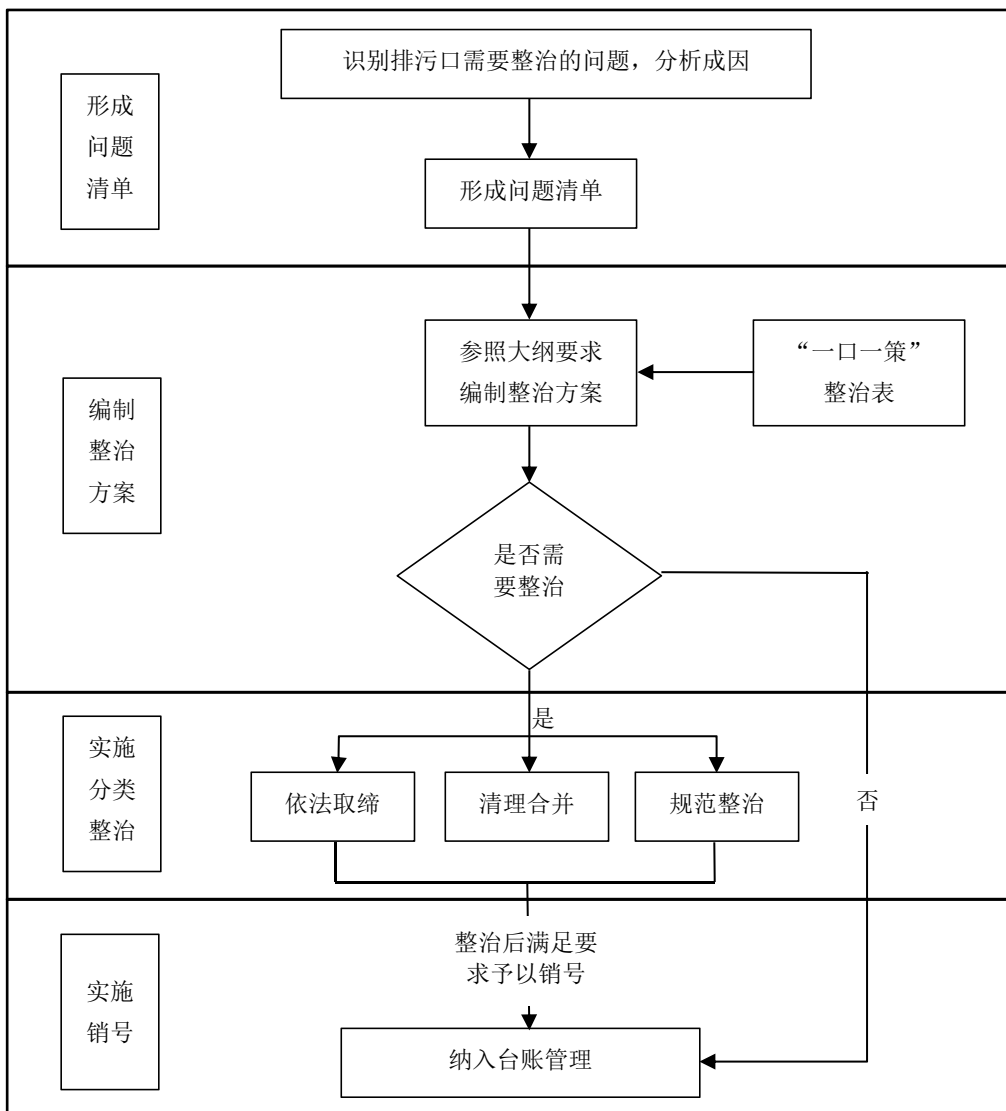 识别排污口需要整治的问题，分析成因
形成
问题
清单
形成问题清单
参照大纲要求
编制整治方案
“一口一策”
整治表
编制
整治
方案
是否需
要整治
是
实施
分类
整治
依法取缔
清理合并
规范整治
否
整治后满足要
求予以销号
实施
销号
纳入台账管理